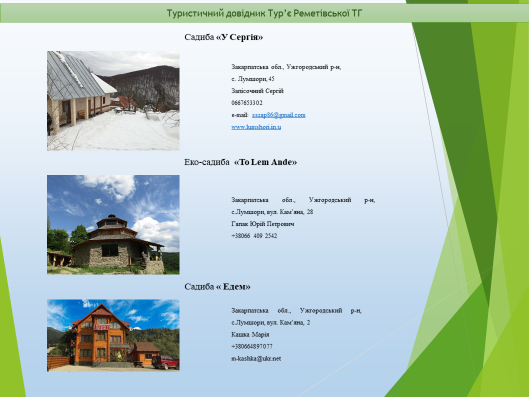 Туристичний довідник Тур’є Реметівської ТГ
Садиба «У Сергія»
Закарпатська обл., Ужгородський р-н,
с. Лумшори,45
Запісочний Сергій
0667653302
e-mail: sszap86@gmail.com
www.lumshori.in.u
Еко-садиба «To Lem Ande»
Закарпатська обл., Ужгородський р-н,
с.Лумшори, вул. Кам’яна, 28
Гапак Юрій Петрович
+38066 409 2542
Садиба « Едем»
Закарпатська обл., Ужгородський р-н,
с.Лумшори, вул. Кам’яна, 2
Кашка Марія
+380664897077
m-kashka@ukr.net